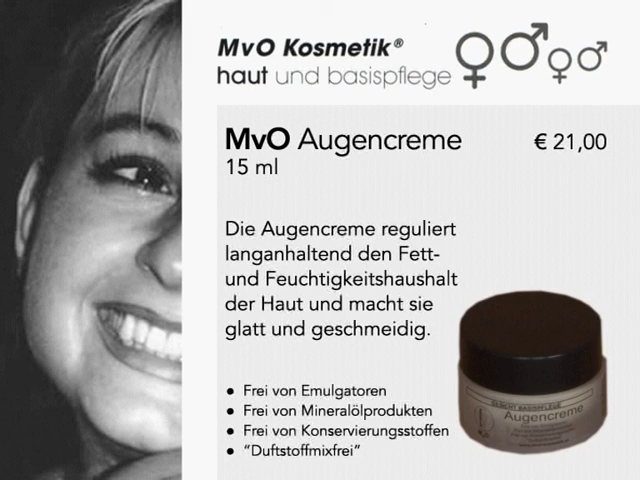 MvO Kosmetik®
haut und basispflege
MvO Augencreme
€ 21,00
15 ml
Die Augencreme reguliert
langanhaltend den Fett-
und Feuchtigkeitshaushalt
der Haut und macht sie
glatt und geschmeidig.
● Frei von Emulgatoren
● Frei von Mineralölprodukten
● Frei von Konservierungsstoffen
● “Duftstoffmixfrei”
GESICHT BASISPFLEGE
Augencreme